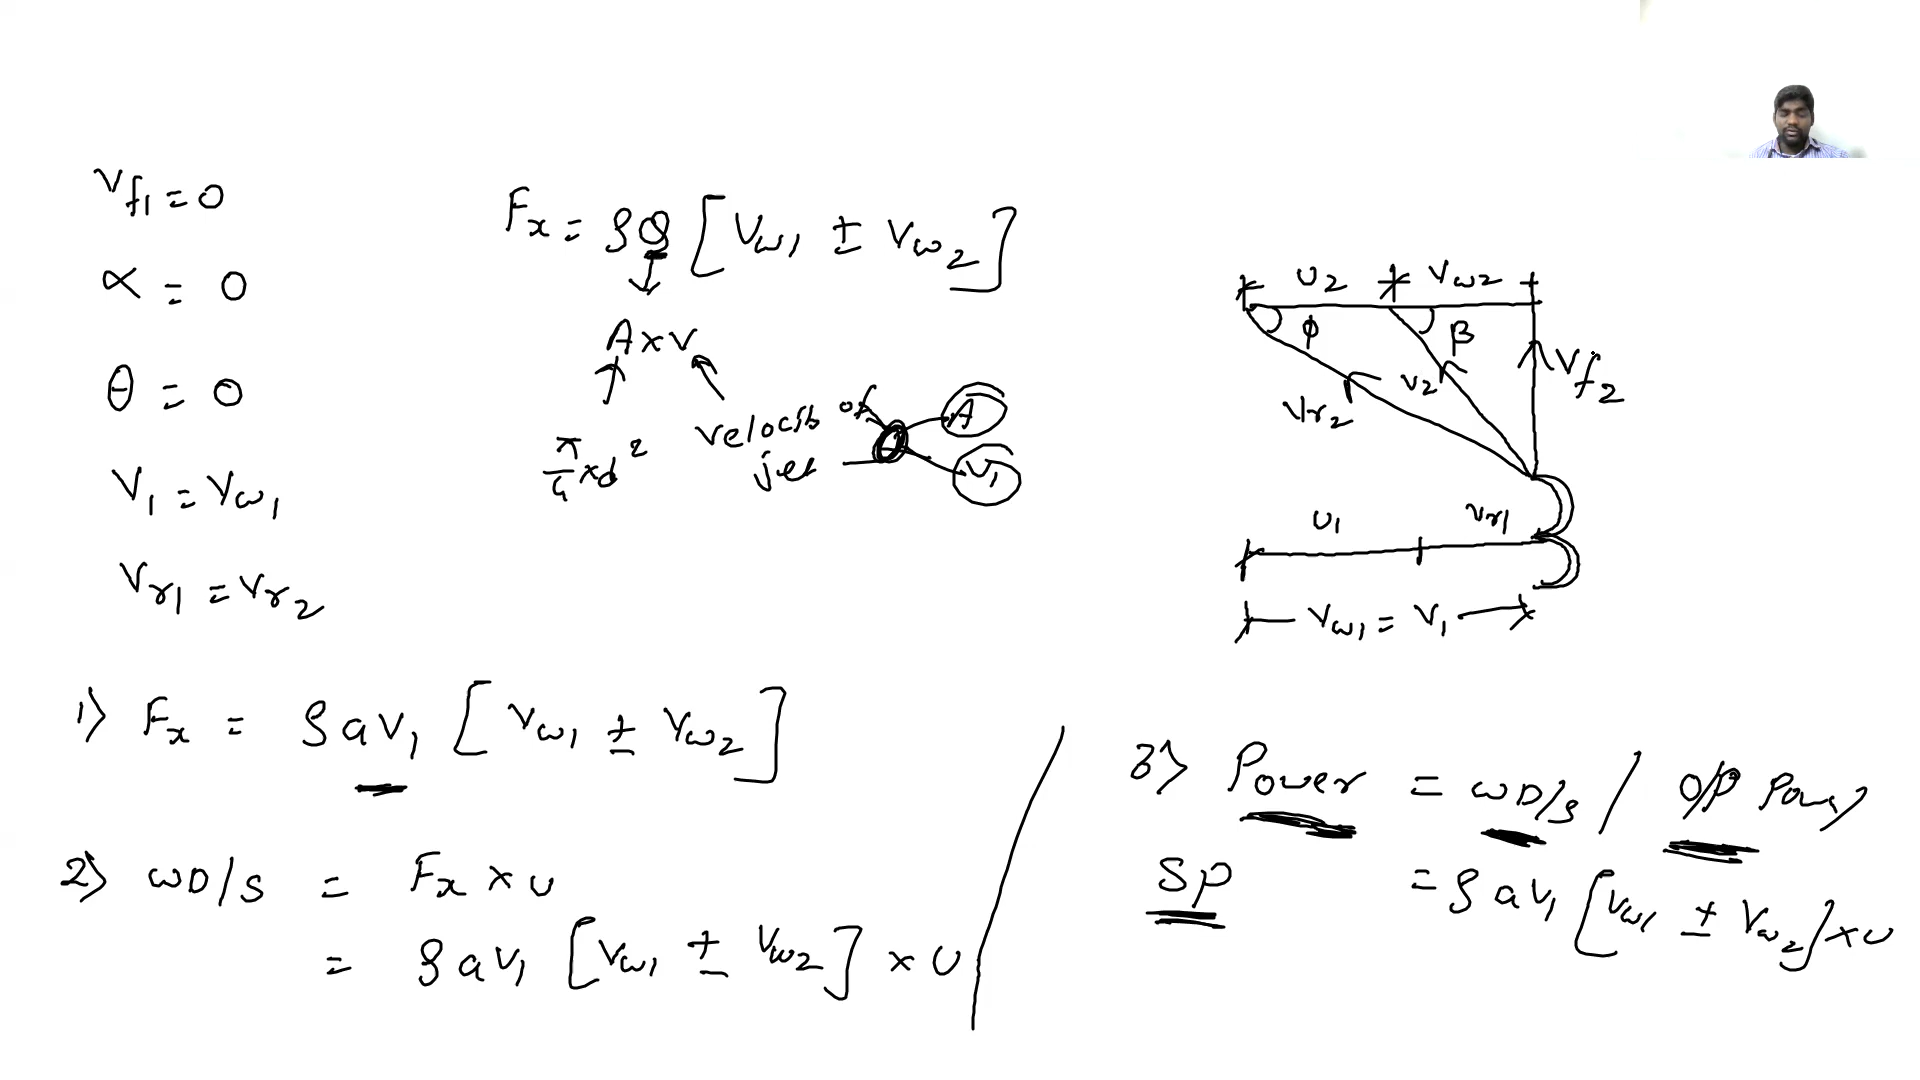 Vf1 = 0
α = 0
θ = 0
V1 = Vw1
Vr1 = Vr2
Fx = ρQ [Vw1 ± Vw2]
A × V
π/4 × d²
velocity of
jet
A
V1
U2 Vw2
ϕ β
Vr2 V2 Vf2
U1 Vr1
Vw1 = V1
1) Fx = ρaV1 [Vw1 ± Vw2]
2) WD/S = Fx × U
= ρaV1 [Vw1 ± Vw2] × U
3) Power = WD/S / O/P Power
SP = ρaV1 [Vw1 ± Vw2] × U